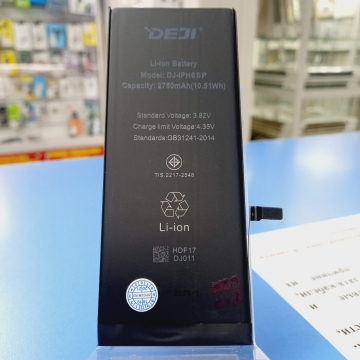 DEJI
Li-ion Battery
Model: DJ-IPH6SP
Capacity: 2750mAh(10.51Wh)
Standard Voltage: 3.82V
Charge limit Voltage: 4.35V
Standards:GB31241-2014
TIS.2217-2548
Li-ion
HDF17
DJ011